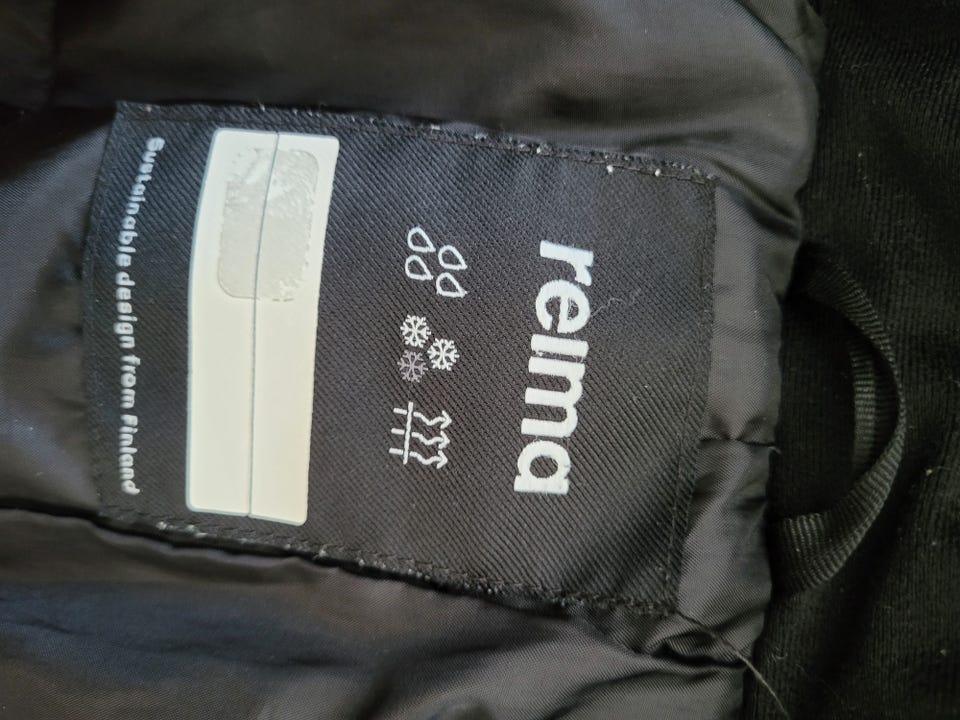 reima
Sustainable design from Finland